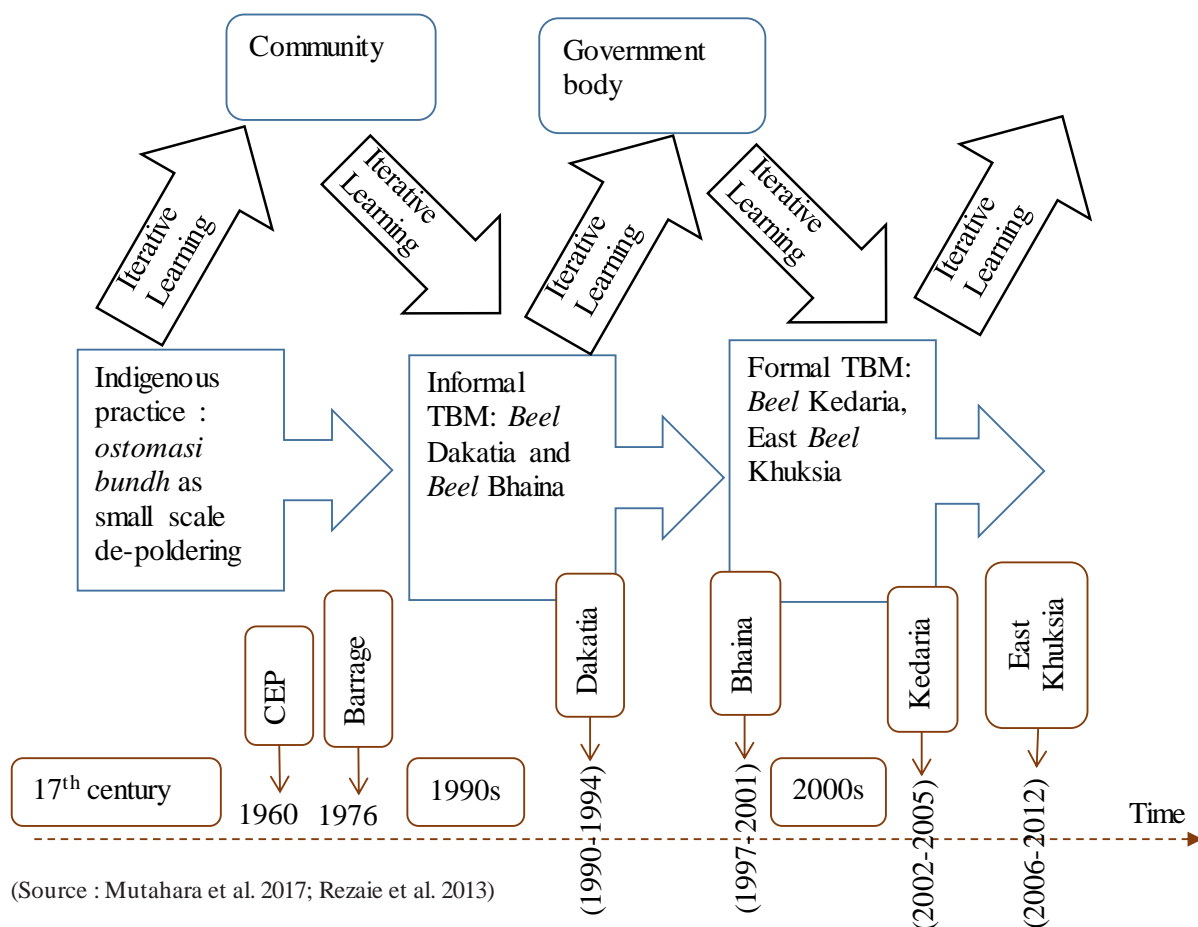 Community
Government
body
Iterative
Learning
Iterative
Learning
Iterative
Learning
Iterative
Learning
Iterative
Learning
Indigenous
practice :
ostomasi
bundh as
small scale
de-poldering
Informal
TBM: Beel
Dakatia and
Beel Bhaina
Formal TBM:
Beel Kedaria,
East Beel
Khuksia
CEP
Barrage
Dakatia
Bhaina
Kedaria
East
Khuksia
17th century
1960
1976
1990s
(1990-1994)
(1997-2001)
2000s
(2002-2005)
(2006-2012)
Time
(Source : Mutahara et al. 2017; Rezaie et al. 2013)